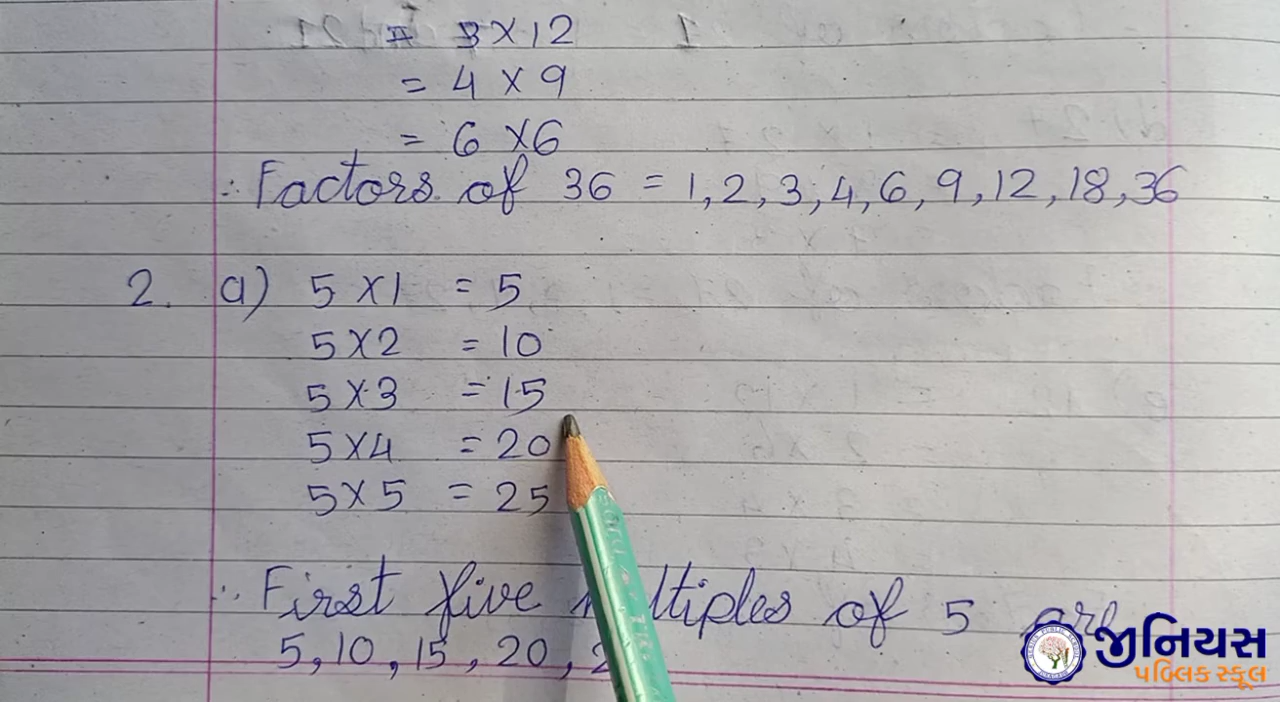 = 3×12
= 4 × 9
= 6 ×6
∴ Factors of 36 = 1,2,3,4,6,9,12,18,36
2. a) 5 ×1 = 5
5×2 = 10
5×3 = 15
5×4 = 20
5×5 = 25
∴ First five ltiples of 5 are
5,10,15,20,2
જીનિયસ
પબ્લિક સ્કૂલ